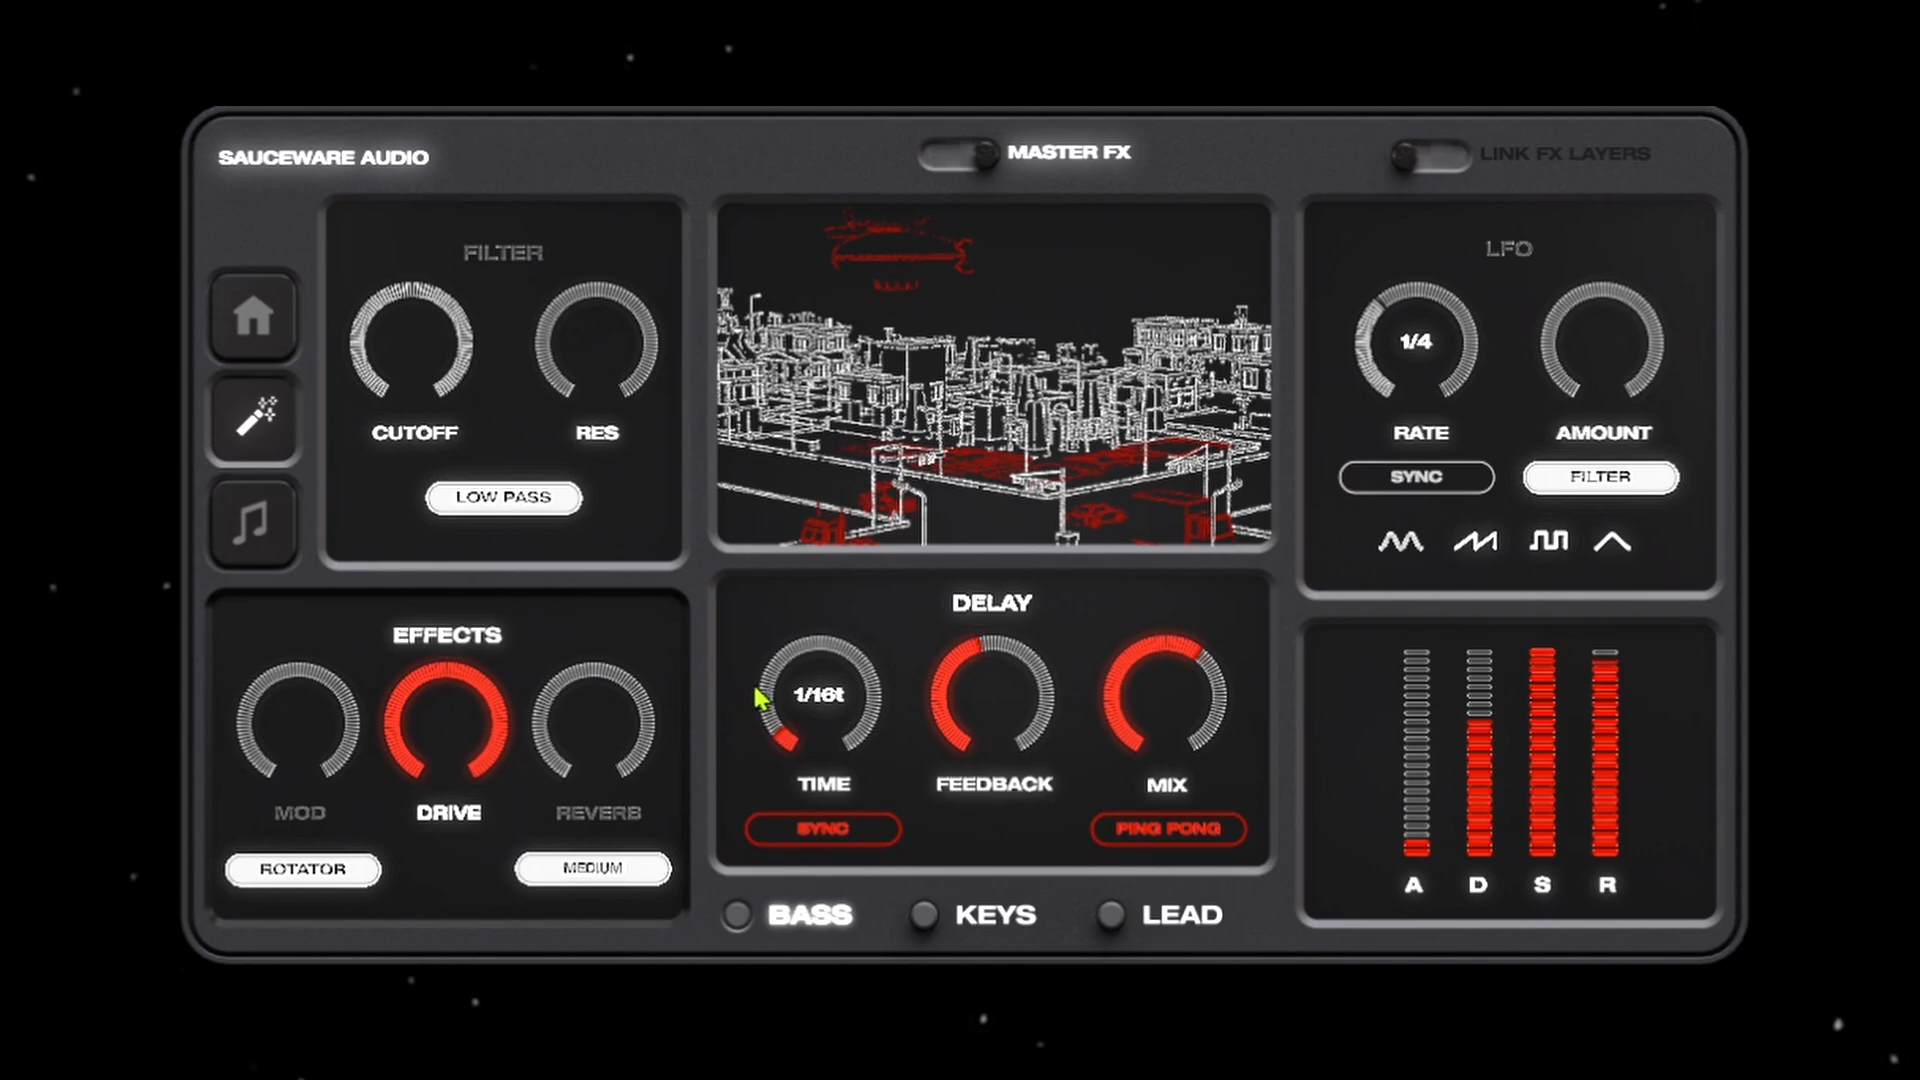 SAUCEWARE AUDIO
MASTER FX
LINK FX LAYERS
FILTER
CUTOFF
RES
LOW PASS
LFO
1/4
RATE
AMOUNT
SYNC
FILTER
EFFECTS
MOD
DRIVE
REVERB
ROTATOR
MEDIUM
DELAY
1/16t
TIME
FEEDBACK
MIX
SYNC
PING PONG
A D S R
BASS
KEYS
LEAD